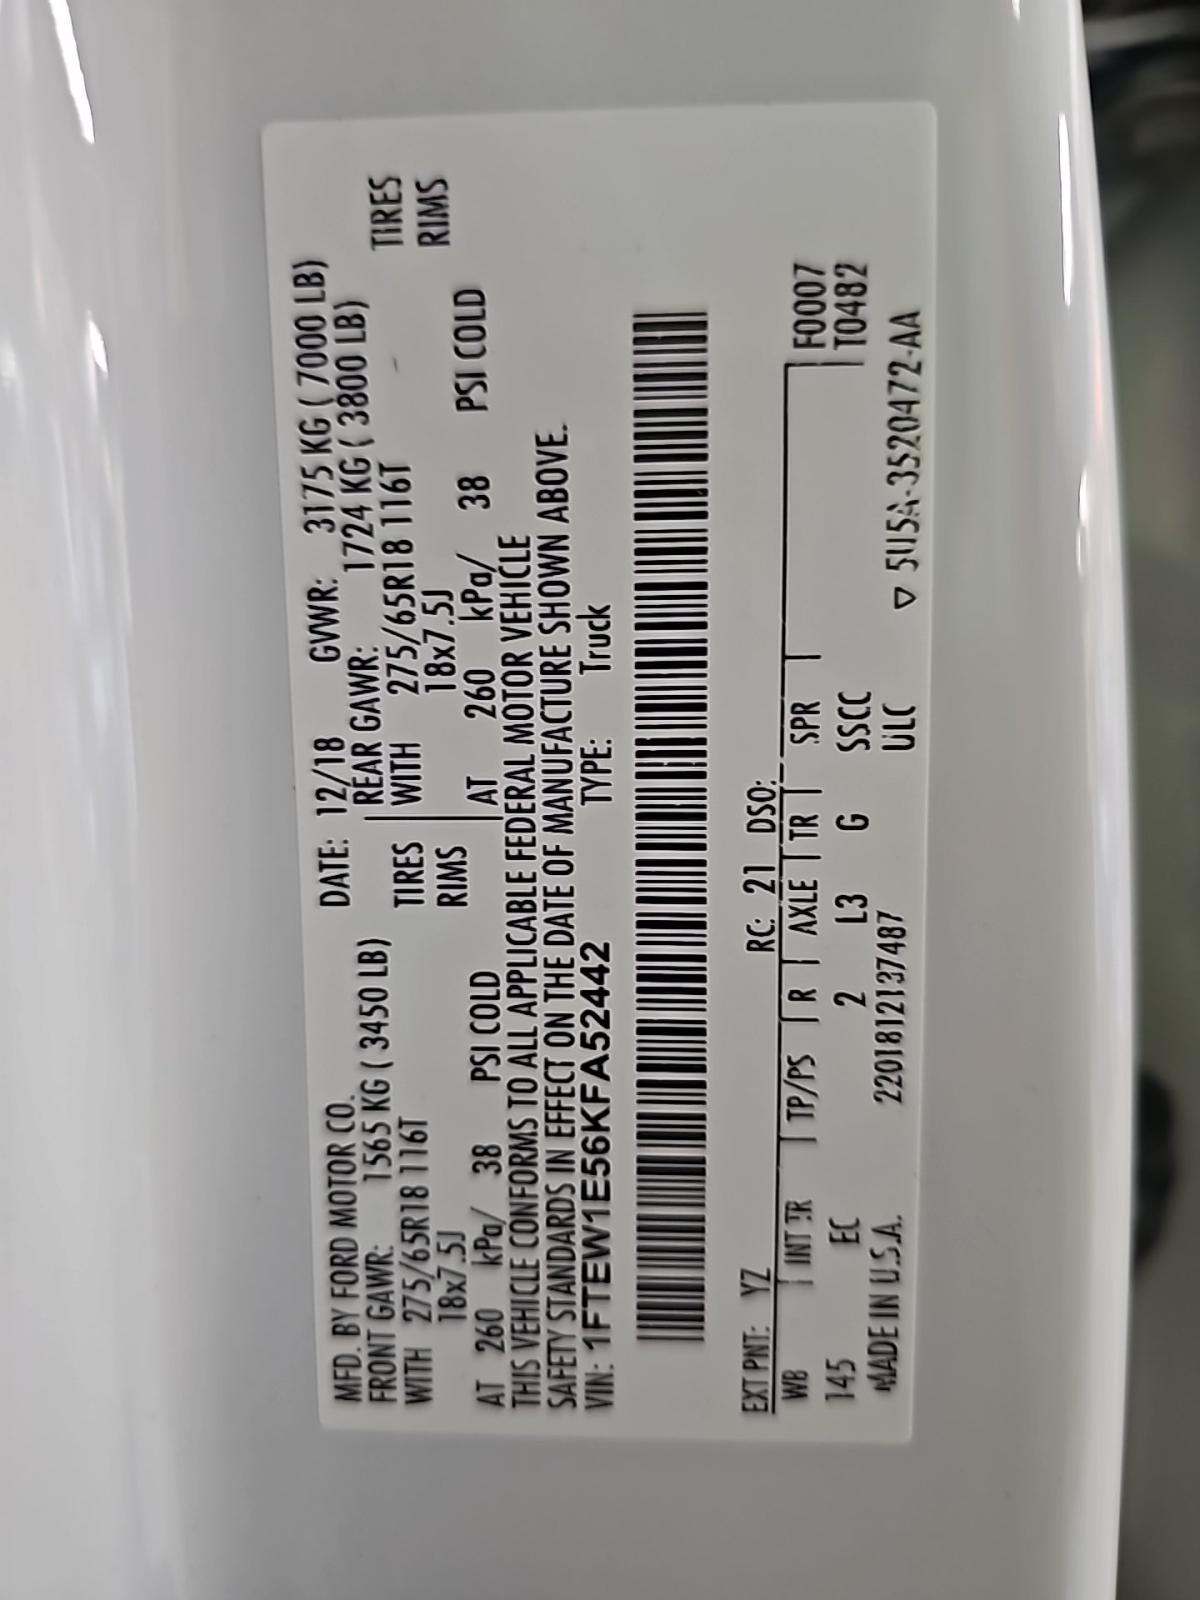 MFD. BY FORD MOTOR CO. DATE: 12/18 GVWR: 3175 KG ( 7000 LB)
FRONT GAWR: 1565 KG ( 3450 LB) REAR GAWR: 1724 KG ( 3800 LB)
WITH 275/65R18 116T TIRES WITH 275/65R18 116T TIRES
18x7.5J RIMS 18x7.5J RIMS
AT 260 kPa/ 38 PSI COLD AT 260 kPa/ 38 PSI COLD
THIS VEHICLE CONFORMS TO ALL APPLICABLE FEDERAL MOTOR VEHICLE
SAFETY STANDARDS IN EFFECT ON THE DATE OF MANUFACTURE SHOWN ABOVE.
VIN: 1FTEW1E56KFA52442 TYPE: Truck
EXT PNT: YZ RC: 21 DSO:
WB INT TR TP/PS R AXLE TR SPR F0007
145 EC 2 L3 G SSCC T0482
MADE IN U.S.A. 2201812137487 ULC ▽ 5U5A-3520472-AA